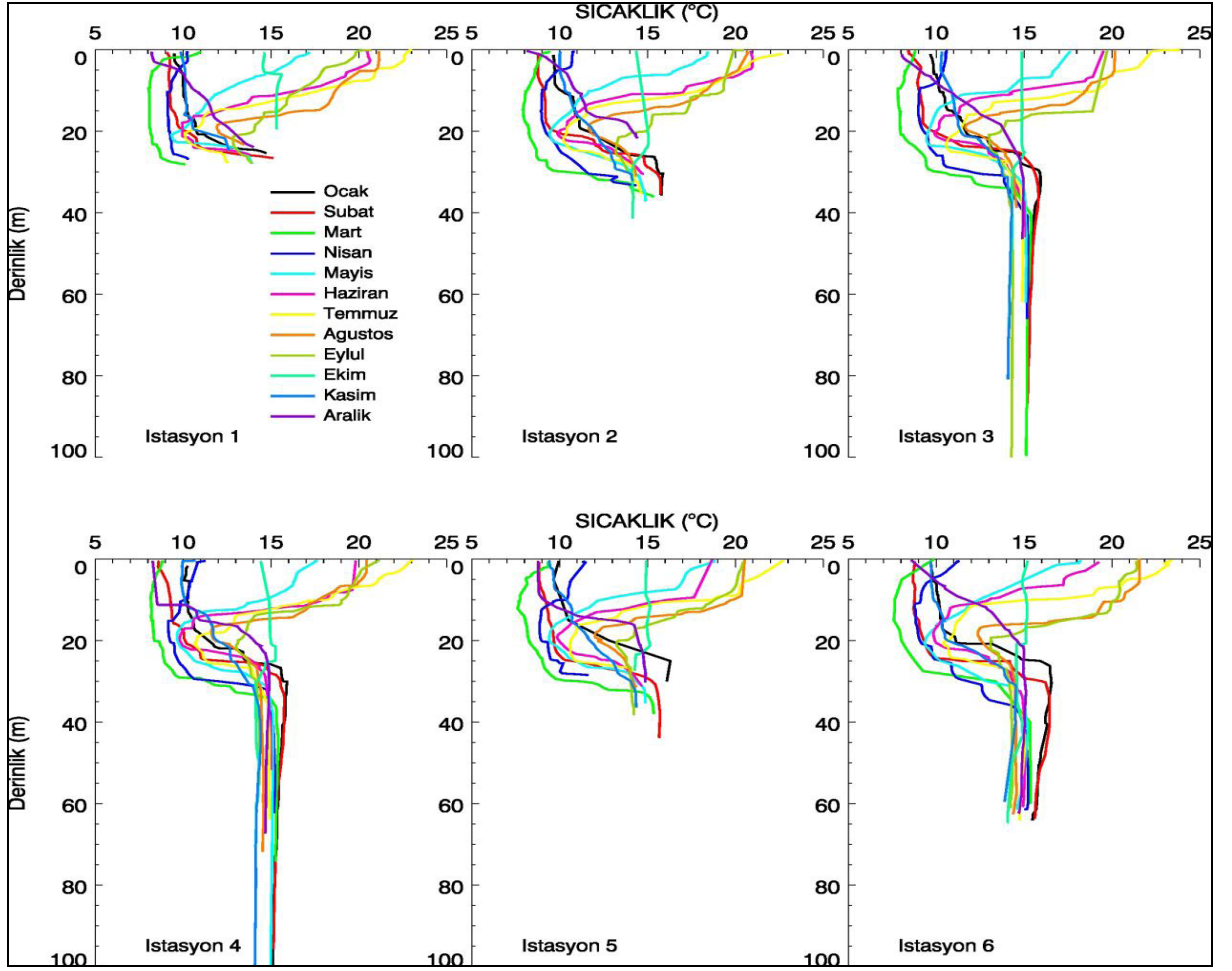 SICAKLIK (°C)
SICAKLIK (°C)
5 10 15 20 25
5 10 15 20 25
5 10 15 20 25
0
20
40
60
80
100
Derinlik (m)
Ocak
Subat
Mart
Nisan
Mayis
Haziran
Temmuz
Agustos
Eylul
Ekim
Kasim
Aralik
Istasyon 1
0
20
40
60
80
100
Istasyon 2
0
20
40
60
80
100
Istasyon 3
SICAKLIK (°C)
SICAKLIK (°C)
5 10 15 20 25
5 10 15 20 25
5 10 15 20 25
0
20
40
60
80
100
Derinlik (m)
Istasyon 4
0
20
40
60
80
100
Istasyon 5
0
20
40
60
80
100
Istasyon 6